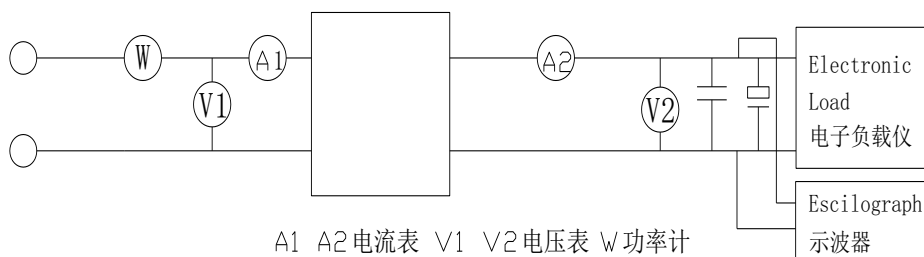 W
A1
V1
A2
V2
Electronic
Load
电子负载仪
Escilograph
示波器
A1 A2电流表 V1 V2电压表 W功率计